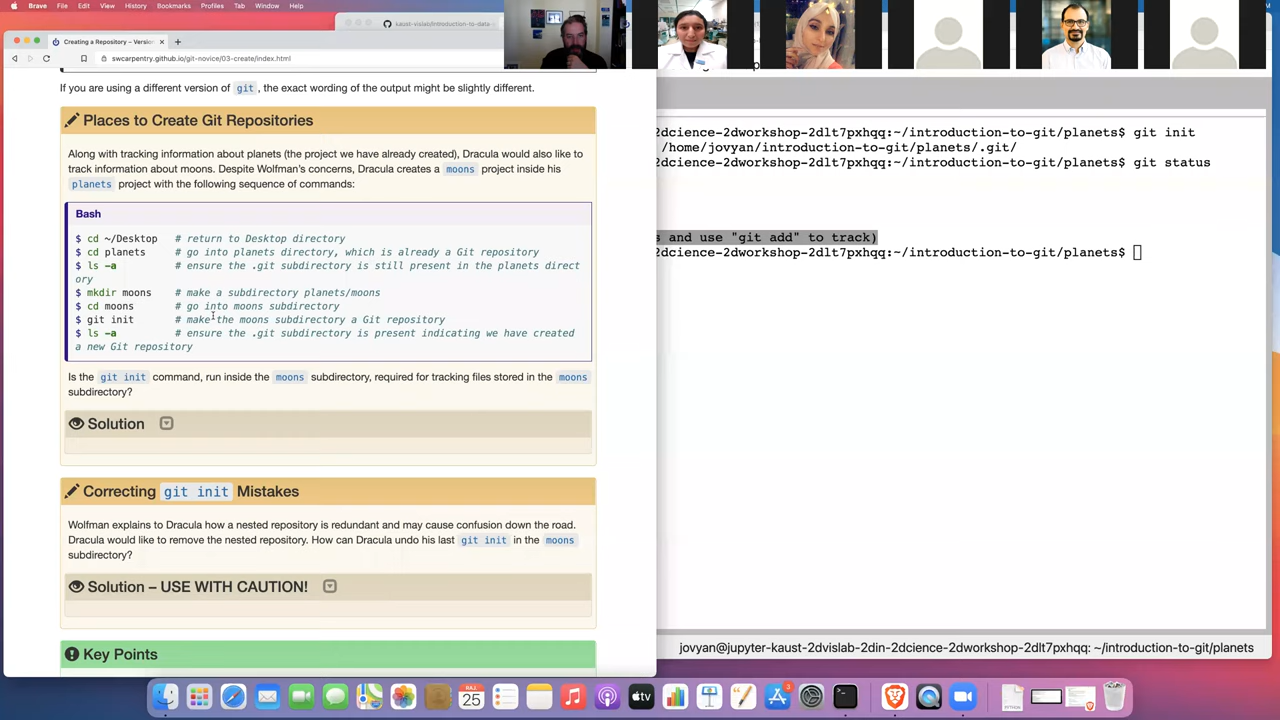 Brave File Edit View History Bookmarks Profiles Tab Window Help
kaust-vislab/introduction-to-data-
Creating a Repository – Versio
swcarpentry.github.io/git-novice/03-create/index.html
If you are using a different version of git, the exact wording of the output might be slightly different.
Places to Create Git Repositories
Along with tracking information about planets (the project we have already created), Dracula would also like to
track information about moons. Despite Wolfman's concerns, Dracula creates a moons project inside his
planets project with the following sequence of commands:
Bash
$ cd ~/Desktop # return to Desktop directory
$ cd planets # go into planets directory, which is already a Git repository
$ ls -a # ensure the .git subdirectory is still present in the planets direct
ory
$ mkdir moons # make a subdirectory planets/moons
$ cd moons # go into moons subdirectory
$ git init # make the moons subdirectory a Git repository
$ ls -a # ensure the .git subdirectory is present indicating we have created
a new Git repository
Is the git init command, run inside the moons subdirectory, required for tracking files stored in the moons
subdirectory?
Solution
Correcting git init Mistakes
Wolfman explains to Dracula how a nested repository is redundant and may cause confusion down the road.
Dracula would like to remove the nested repository. How can Dracula undo his last git init in the moons
subdirectory?
Solution – USE WITH CAUTION!
Key Points
2dcience-2dworkshop-2dlt7pxhqq:~/introduction-to-git/planets$ git init
/home/jovyan/introduction-to-git/planets/.git/
2dcience-2dworkshop-2dlt7pxhqq:~/introduction-to-git/planets$ git status
s and use "git add" to track)
2dcience-2dworkshop-2dlt7pxhqq:~/introduction-to-git/planets$
jovyan@jupyter-kaust-2dvislab-2din-2dcience-2dworkshop-2dlt7pxhqq: ~/introduction-to-git/planets
25
tv
3